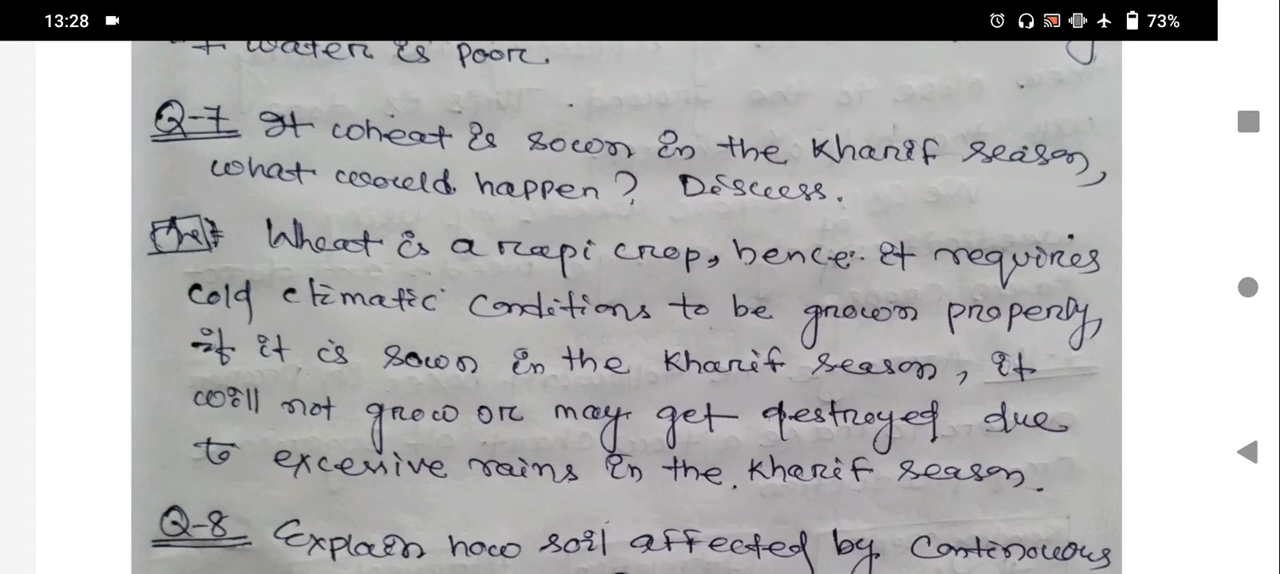 13:28
73%
t water is poor.
Q-7 If wheat is sown in the Kharif season,
what would happen? Discuss.
Ans: Wheat is a rapi crop, hence it requires
cold climatic conditions to be grown properly,
if it is sown in the Kharif season, it
will not grow or may get destroyed due
to excessive rains in the Kharif season.
Q-8 Explain how soil affected by Continouous